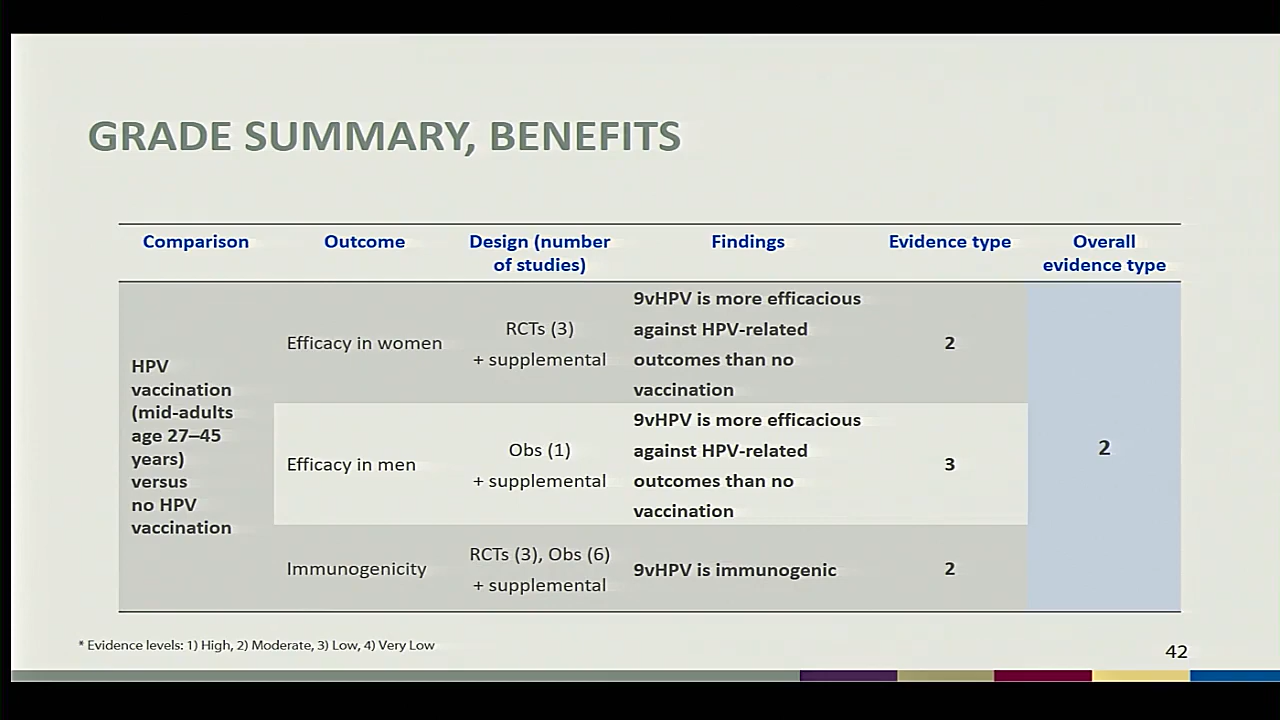 GRADE SUMMARY, BENEFITS
Comparison
Outcome
Design (number
of studies)
Findings
Evidence type
Overall
evidence type
HPV
vaccination
(mid-adults
age 27–45
years)
versus
no HPV
vaccination
Efficacy in women
RCTs (3)
+ supplemental
9vHPV is more efficacious
against HPV-related
outcomes than no
vaccination
2
Efficacy in men
Obs (1)
+ supplemental
9vHPV is more efficacious
against HPV-related
outcomes than no
vaccination
3
Immunogenicity
RCTs (3), Obs (6)
+ supplemental
9vHPV is immunogenic
2
2
* Evidence levels: 1) High, 2) Moderate, 3) Low, 4) Very Low
42